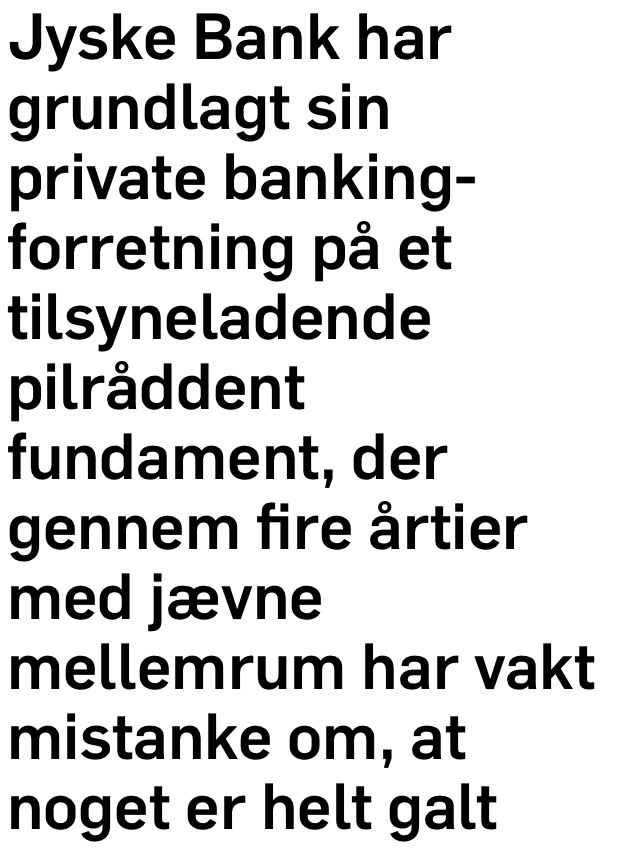 Jyske Bank har
grundlagt sin
private banking-
forretning på et
tilsyneladende
pilråddent
fundament, der
gennem fire årtier
med jævne
mellemrum har vakt
mistanke om, at
noget er helt galt